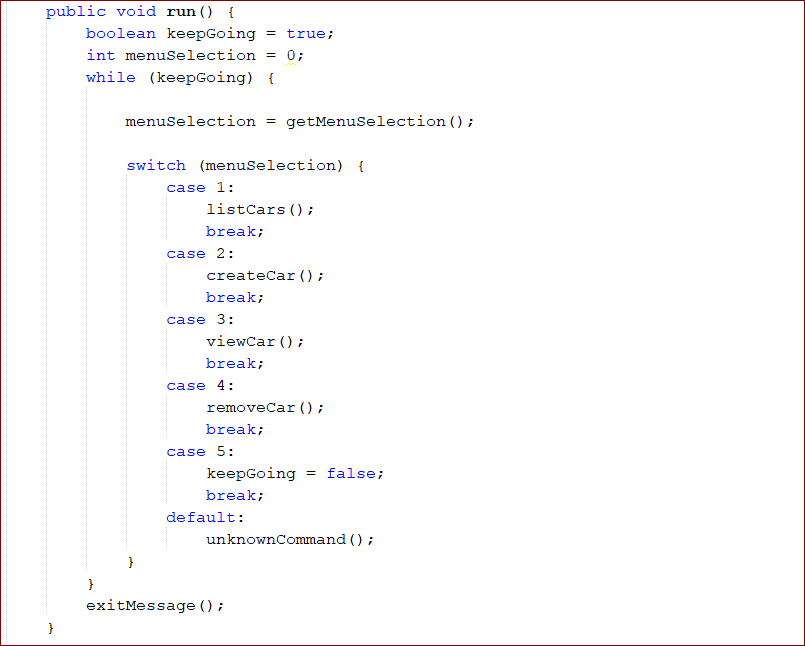 public void run() {
    boolean keepGoing = true;
    int menuSelection = 0;
    while (keepGoing) {

        menuSelection = getMenuSelection();

        switch (menuSelection) {
            case 1:
                listCars();
                break;
            case 2:
                createCar();
                break;
            case 3:
                viewCar();
                break;
            case 4:
                removeCar();
                break;
            case 5:
                keepGoing = false;
                break;
            default:
                unknownCommand();
        }
    }
    exitMessage();
}